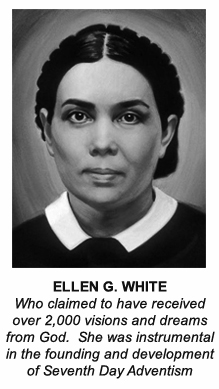 ELLEN G. WHITE
Who claimed to have received
over 2,000 visions and dreams
from God.  She was instrumental
in the founding and development
of Seventh Day Adventism